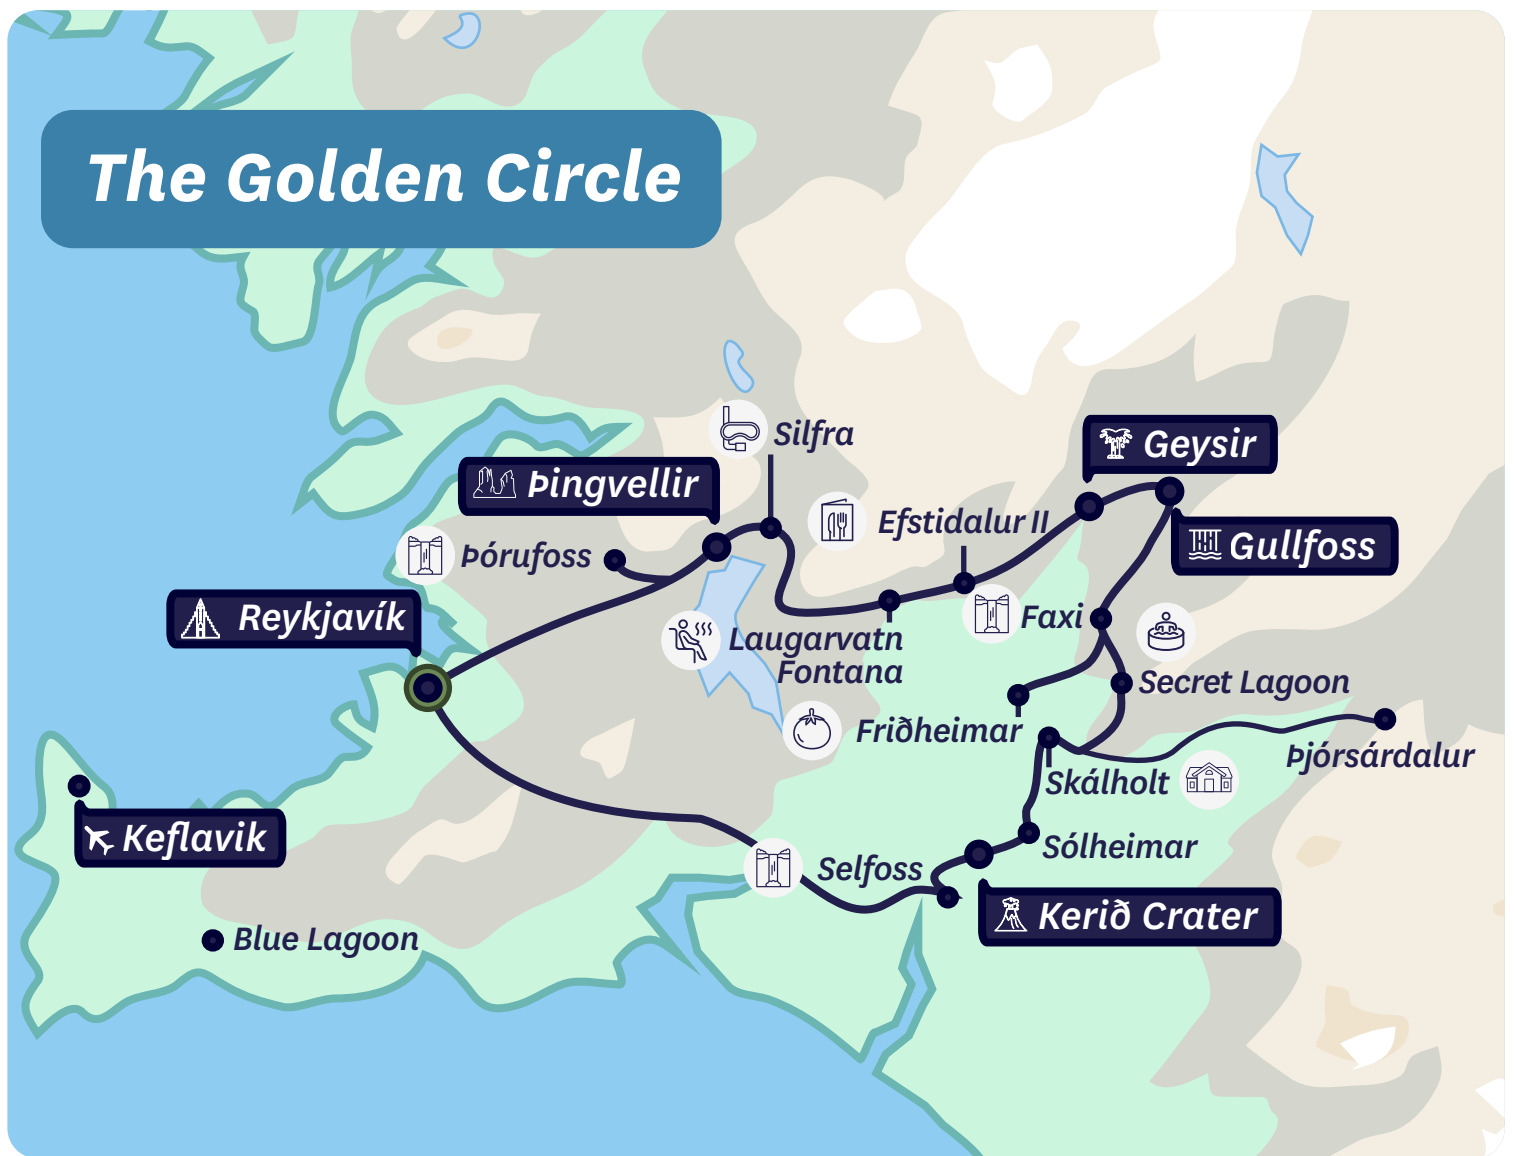 The Golden Circle
Silfra
Geysir
Þingvellir
Efstidalur II
Gullfoss
Þórufoss
Reykjavík
Faxi
Laugarvatn
Fontana
Secret Lagoon
Friðheimar
Þjórsárdalur
Skálholt
Keflavik
Sólheimar
Selfoss
Kerið Crater
Blue Lagoon